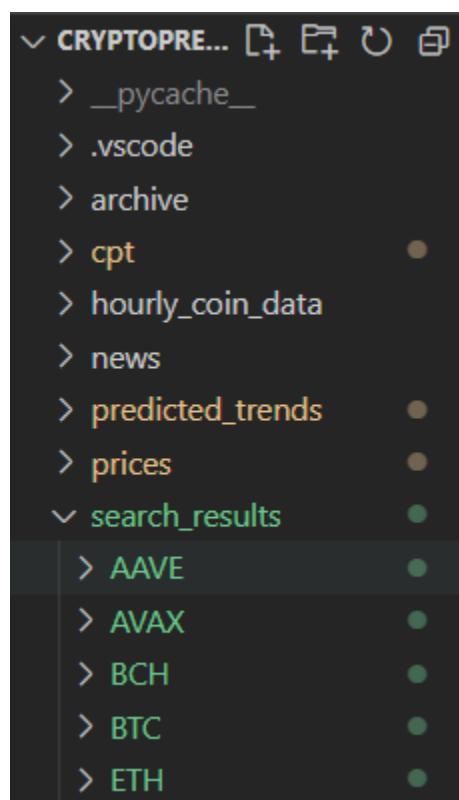 CRYPTOPRE...
__pycache__
.vscode
archive
cpt
hourly_coin_data
news
predicted_trends
prices
search_results
AAVE
AVAX
BCH
BTC
ETH